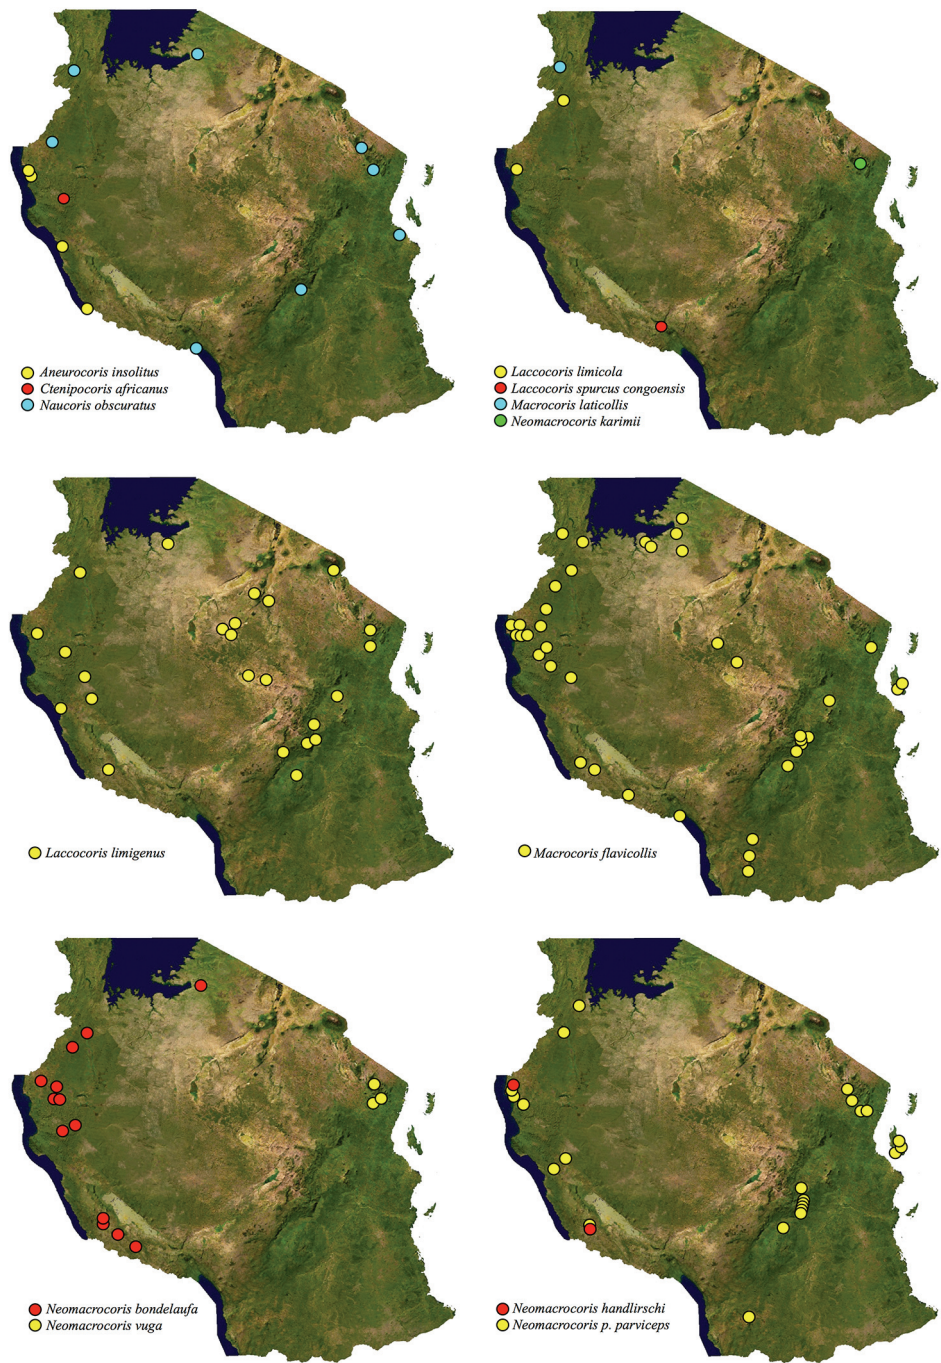 Aneurocoris insolitus
Ctenipocoris africanus
Naucoris obscuratus
Laccocoris limicola
Laccocoris spurcus congoensis
Macrocoris laticollis
Neomacrocoris karimii
Laccocoris limigenus
Macrocoris flavicollis
Neomacrocoris bondelaufa
Neomacrocoris vuga
Neomacrocoris handlirschi
Neomacrocoris p. parviceps